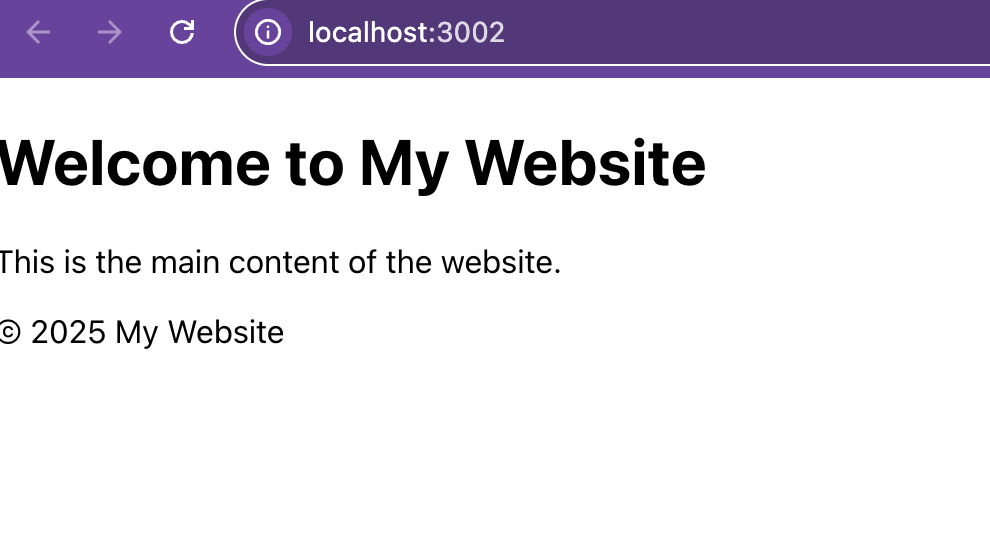 localhost:3002
Welcome to My Website
This is the main content of the website.
© 2025 My Website